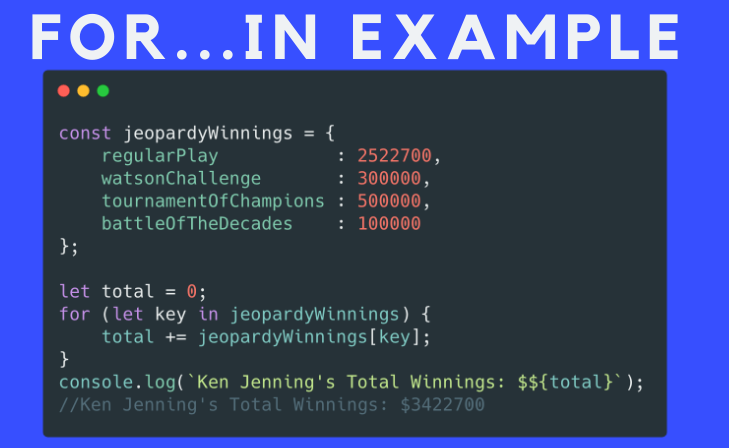 FOR...IN EXAMPLE
const jeopardyWinnings = {
    regularPlay           : 2522700,
    watsonChallenge       : 300000,
    tournamentOfChampions : 500000,
    battleOfTheDecades    : 100000
};
let total = 0;
for (let key in jeopardyWinnings) {
    total += jeopardyWinnings[key];
}
console.log(`Ken Jenning's Total Winnings: $${total}`);
//Ken Jenning's Total Winnings: $3422700